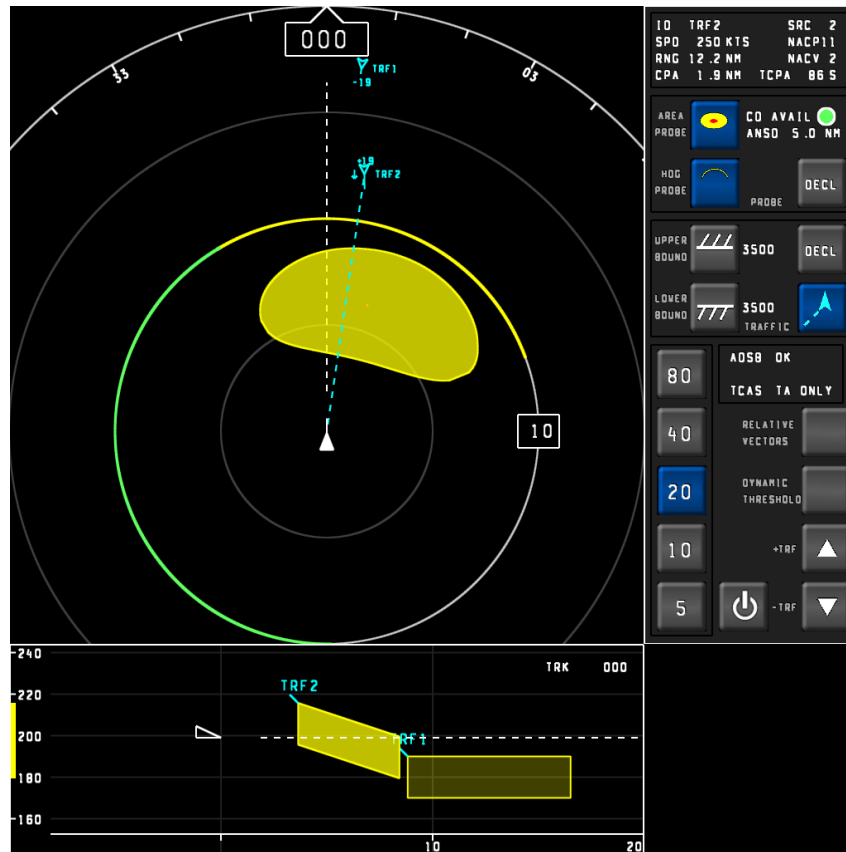 000
33
03
TRF1
-19
+19
TRF2
10
ID TRF2 SRC 2
SPD 250 KTS NACP11
RNG 12.2 NM NACV 2
CPA 1.9 NM TCPA 86 S
AREA PROBE
CD AVAIL
ANSD 5.0 NM
HDG PROBE
PROBE
DECL
UPPER BOUND
3500
DECL
LOWER BOUND
3500
TRAFFIC
80
ADSB OK
TCAS TA ONLY
40
RELATIVE VECTORS
20
DYNAMIC THRESHOLD
10
+TRF
5
-TRF
240
TRK 000
220
TRF2
200
TRF1
180
160
10
20